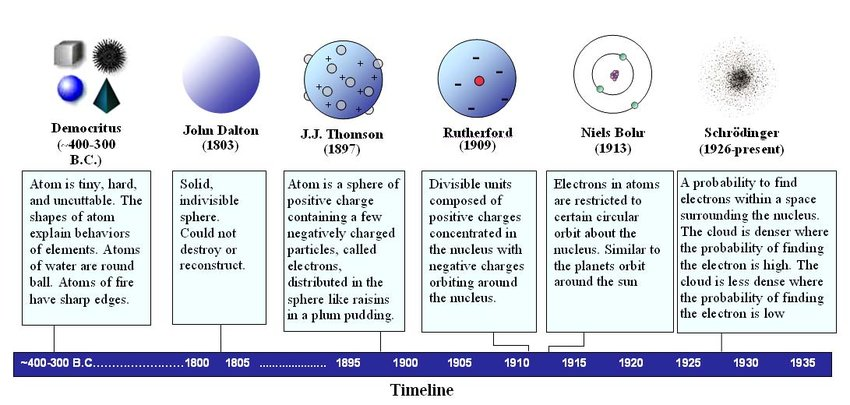 Democritus
(~400-300
B.C.)
John Dalton
(1803)
J.J. Thomson
(1897)
Rutherford
(1909)
Niels Bohr
(1913)
Schrödinger
(1926-present)
Atom is tiny, hard,
and uncuttable. The
shapes of atom
explain behaviors
of elements. Atoms
of water are round
ball. Atoms of fire
have sharp edges.
Solid,
indivisible
sphere.
Could not
destroy or
reconstruct.
Atom is a sphere of
positive charge
containing a few
negatively charged
particles, called
electrons,
distributed in the
sphere like raisins
in a plum pudding.
Divisible units
composed of
positive charges
concentrated in
the nucleus with
negative charges
orbiting around
the nucleus.
Electrons in atoms
are restricted to
certain circular
orbit about the
nucleus. Similar to
the planets orbit
around the sun
A probability to find
electrons within a space
surrounding the nucleus.
The cloud is denser where
the probability of finding
the electron is high. The
cloud is less dense where
the probability of finding
the electron is low
~400-300 B.C.……………………1800 1805 ..................... 1895 1900 1905 1910 1915 1920 1925 1930 1935
Timeline